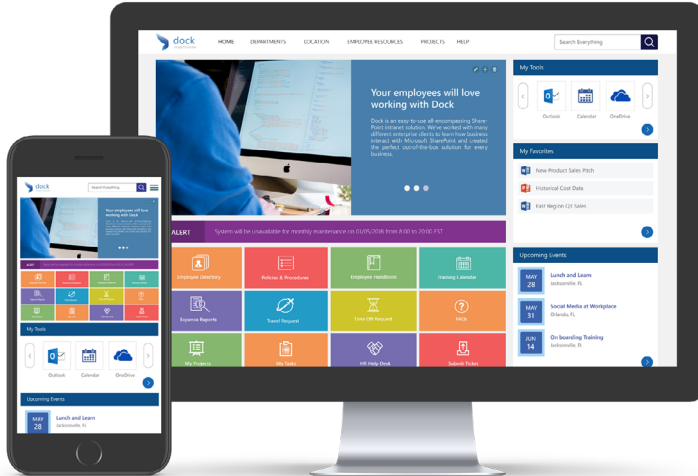 dock
HOME DEPARTMENTS LOCATION EMPLOYEE RESOURCES PROJECTS HELP
Search Everything
Your employees will love
working with Dock
Dock is an easy-to-use all-encompassing Share-
Point intranet solution. We've worked with many
different enterprise clients to learn how business
interact with Microsoft SharePoint and created
the perfect out-of-the-box solution for every
business.
ALERT System will be unavailable for monthly maintenance on 01/05/2018 from 8:00 to 20:00 EST
Employee Directory
Policies & Procedures
Employee Handbook
Training Calendar
Expense Reports
Travel Request
Time Off Request
FAQs
My Projects
My Tasks
HR Help Desk
Submit Ticket
My Tools
Outlook Calendar OneDrive
My Favorites
New Product Sales Pitch
Historical Cost Data
East Region Q1 Sales
Upcoming Events
MAY
28
Lunch and Learn
Jacksonville, FL
MAY
31
Social Media at Workplace
Orlando, FL
JUN
14
On boarding Training
Jacksonville, FL
dock
Search Everything
Your employees will love
working with Dock
ALERT
My Tools
Outlook Calendar OneDrive
Upcoming Events
MAY
28
Lunch and Learn
Jacksonville, FL